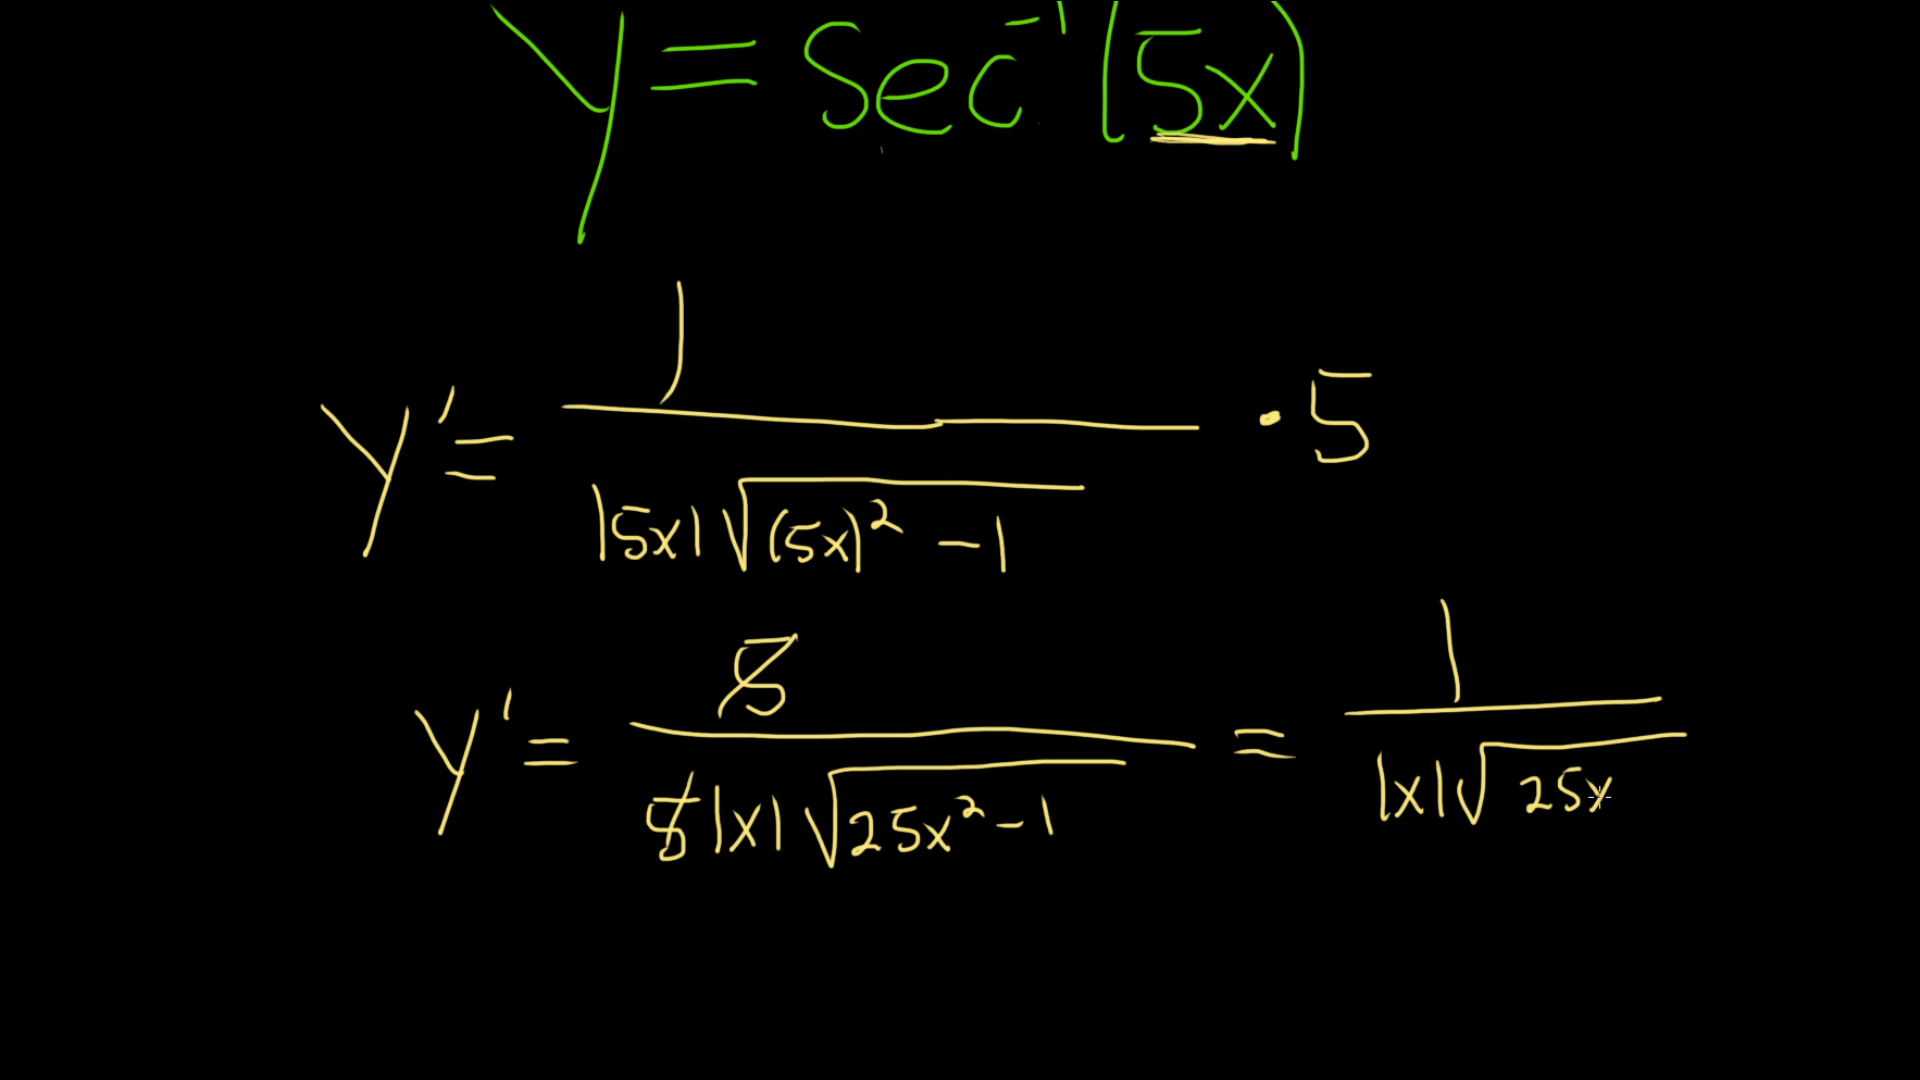 y = sec⁻¹(5x)
y' = 1 / (|5x|√((5x)² - 1)) · 5
y' = 5 / (5|x|√(25x² - 1)) = 1 / (|x|√(25x))